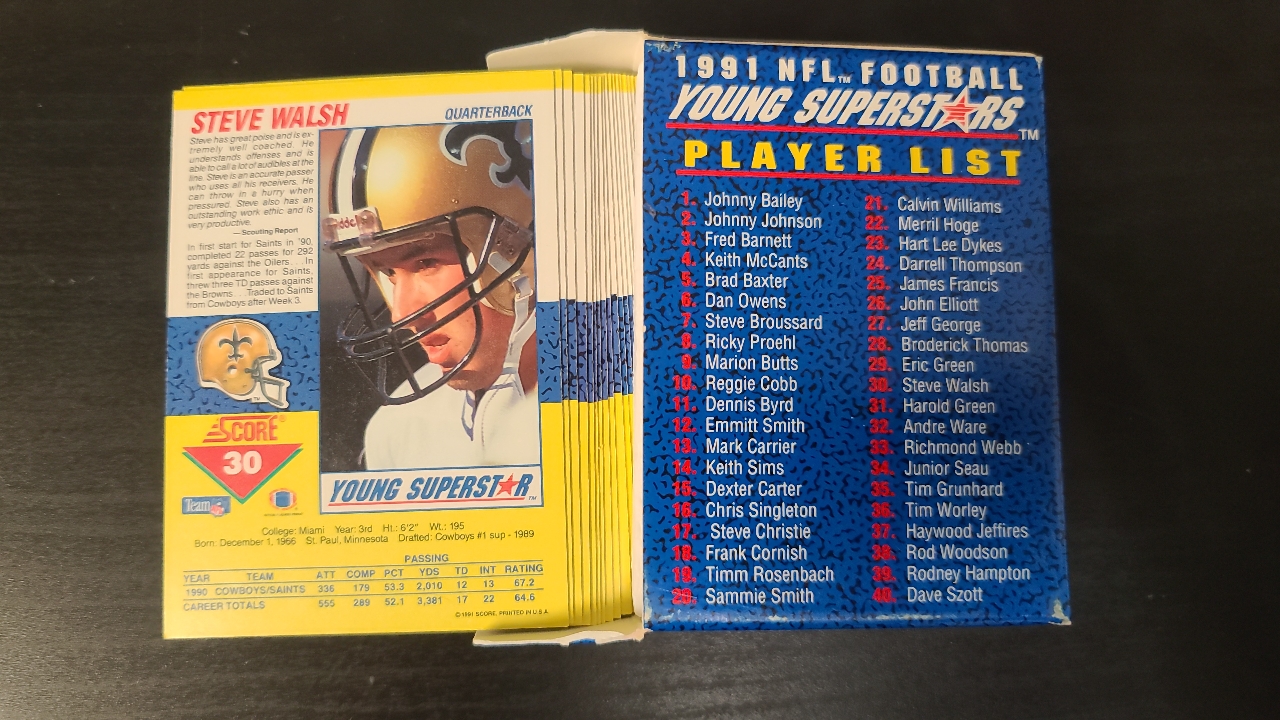 STEVE WALSH
QUARTERBACK
Steve has great poise and is ex-
tremely well coached. He
understands offenses and is
able to call a lot of audibles at the
line. Steve is an accurate passer
who uses all his receivers. He
can throw in a hurry when
pressured. Steve also has an
outstanding work ethic and is
very productive.
—Scouting Report
In first start for Saints in '90,
completed 22 passes for 292
yards against the Oilers. . . In
first appearance for Saints,
threw three TD passes against
the Browns. . . Traded to Saints
from Cowboys after Week 3.
SCORE®
30
Team NFL
YOUNG SUPERSTAR™
College: Miami Year: 3rd Ht.: 6'2" Wt.: 195
Born: December 1, 1966 St. Paul, Minnesota Drafted: Cowboys #1 sup - 1989
PASSING
YEAR TEAM ATT COMP PCT YDS TD INT RATING
1990 COWBOYS/SAINTS 336 179 53.3 2,010 12 13 67.2
CAREER TOTALS 555 289 52.1 3,381 17 22 64.6
©1991 SCORE, PRINTED IN U.S.A.
1991 NFL™ FOOTBALL
YOUNG SUPERSTARS™
PLAYER LIST
1. Johnny Bailey
2. Johnny Johnson
3. Fred Barnett
4. Keith McCants
5. Brad Baxter
6. Dan Owens
7. Steve Broussard
8. Ricky Proehl
9. Marion Butts
10. Reggie Cobb
11. Dennis Byrd
12. Emmitt Smith
13. Mark Carrier
14. Keith Sims
15. Dexter Carter
16. Chris Singleton
17. Steve Christie
18. Frank Cornish
19. Timm Rosenbach
20. Sammie Smith
21. Calvin Williams
22. Merril Hoge
23. Hart Lee Dykes
24. Darrell Thompson
25. James Francis
26. John Elliott
27. Jeff George
28. Broderick Thomas
29. Eric Green
30. Steve Walsh
31. Harold Green
32. Andre Ware
33. Richmond Webb
34. Junior Seau
35. Tim Grunhard
36. Tim Worley
37. Haywood Jeffires
38. Rod Woodson
39. Rodney Hampton
40. Dave Szott